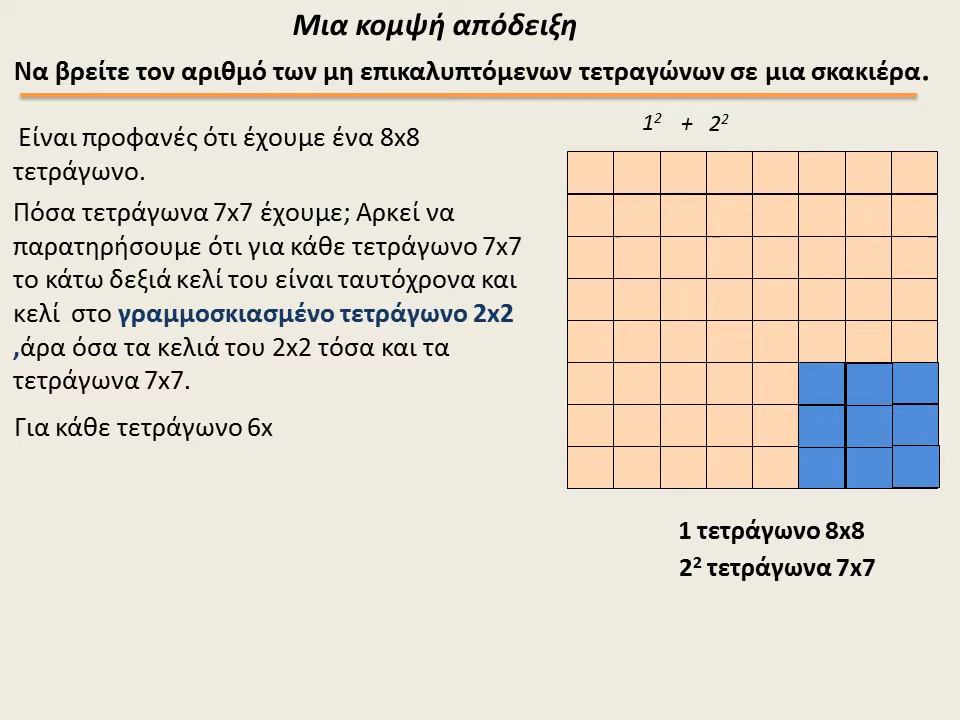 Μια κομψή απόδειξη
Να βρείτε τον αριθμό των μη επικαλυπτόμενων τετραγώνων σε μια σκακιέρα.
1² + 2²
Είναι προφανές ότι έχουμε ένα 8x8
τετράγωνο.
Πόσα τετράγωνα 7x7 έχουμε; Αρκεί να
παρατηρήσουμε ότι για κάθε τετράγωνο 7x7
το κάτω δεξιά κελί του είναι ταυτόχρονα και
κελί στο γραμμοσκιασμένο τετράγωνο 2x2
,άρα όσα τα κελιά του 2x2 τόσα και τα
τετράγωνα 7x7.
Για κάθε τετράγωνο 6x
1 τετράγωνο 8x8
2² τετράγωνα 7x7